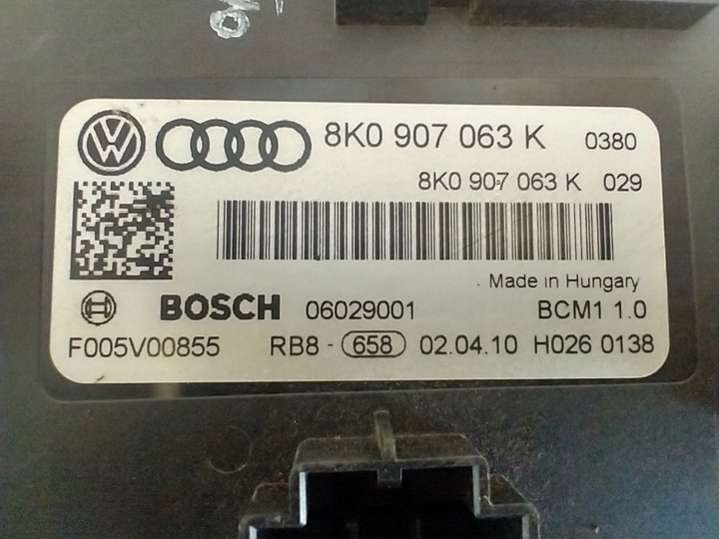 8K0 907 063 K 0380
8K0 907 063 K 029
Made in Hungary
BOSCH 06029001 BCM1 1.0
F005V00855 RB8 - 658 02.04.10 H026 0138